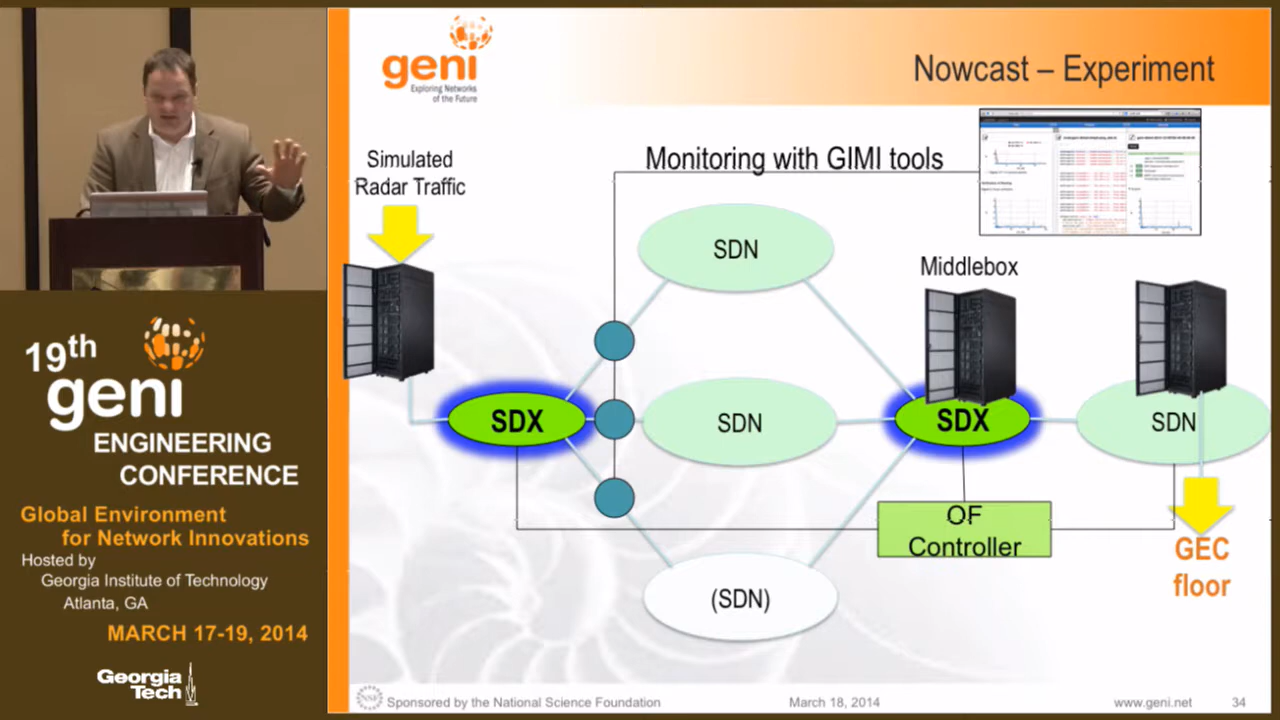 geni
Exploring Networks
of the Future
Nowcast – Experiment
Simulated
Radar Traffic
Monitoring with GIMI tools
SDN
Middlebox
SDX
SDN
SDX
SDN
OF
Controller
(SDN)
GEC
floor
NSF
Sponsored by the National Science Foundation
March 18, 2014
www.geni.net
34
19th
geni
ENGINEERING
CONFERENCE
Global Environment
for Network Innovations
Hosted by
Georgia Institute of Technology
Atlanta, GA
MARCH 17-19, 2014
Georgia
Tech